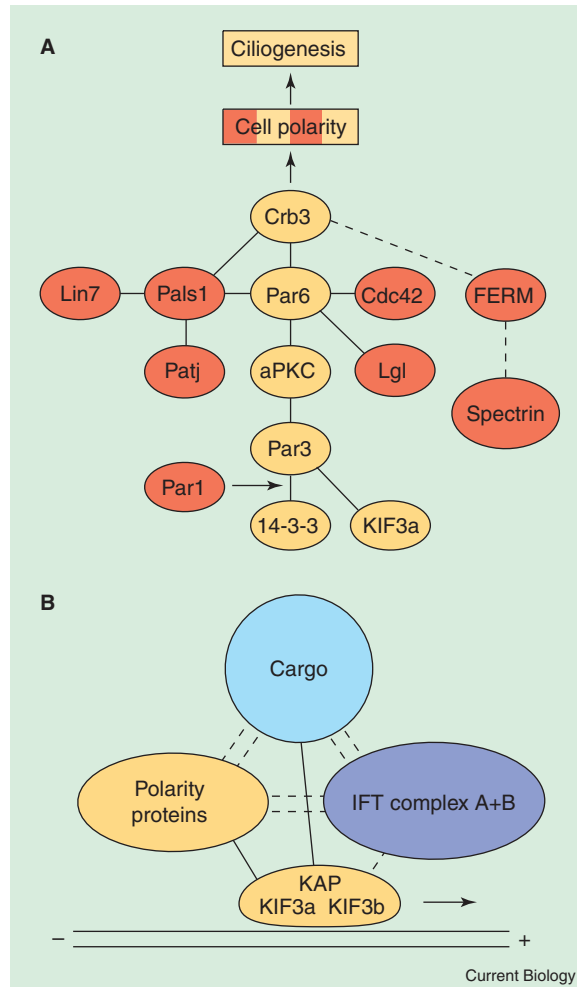 A
Ciliogenesis
Cell polarity
Crb3
Lin7
Pals1
Par6
Cdc42
FERM
Patj
aPKC
Lgl
Spectrin
Par3
Par1
14-3-3
KIF3a
B
Cargo
Polarity
proteins
IFT complex A+B
KAP
KIF3a KIF3b
– +
Current Biology